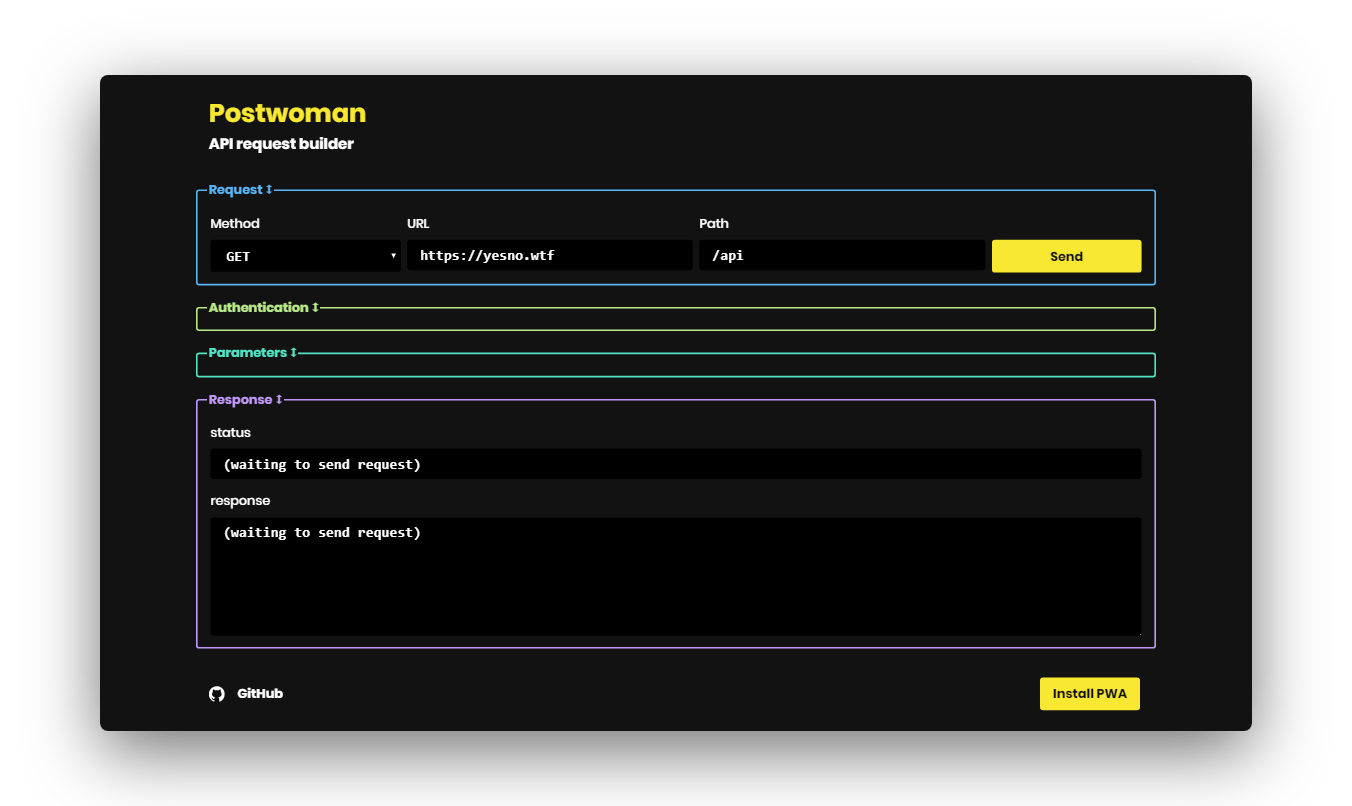 Postwoman
API request builder
Request ↕
Method URL Path
GET https://yesno.wtf /api Send
Authentication ↕
Parameters ↕
Response ↕
status
(waiting to send request)
response
(waiting to send request)
GitHub Install PWA